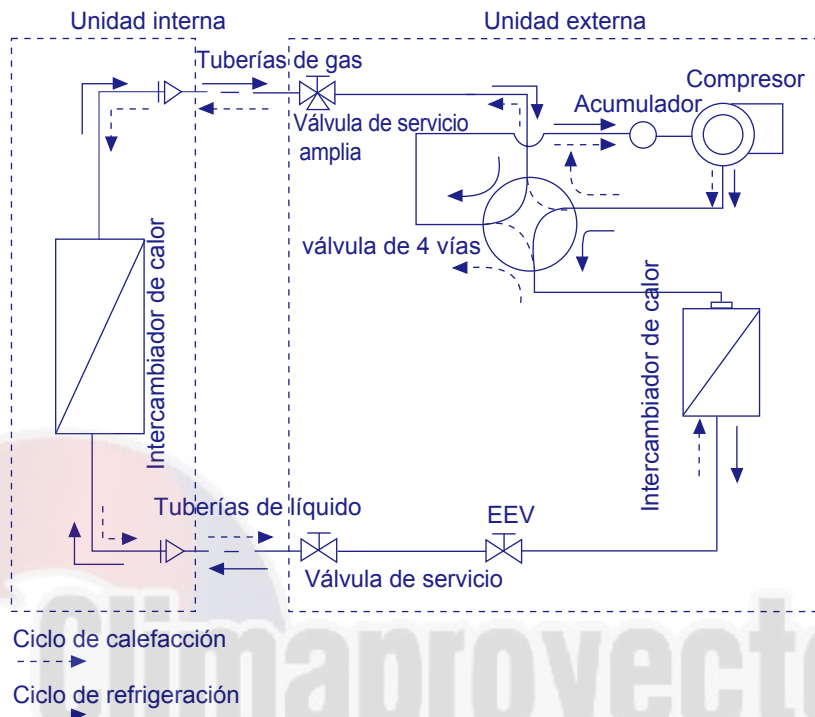 Unidad interna
Unidad externa
Tuberías de gas
Compresor
Acumulador
Válvula de servicio
amplia
válvula de 4 vías
Intercambiador de calor
Intercambiador de calor
Tuberías de líquido
EEV
Válvula de servicio
Ciclo de calefacción
Ciclo de refrigeración
Climaproyecto